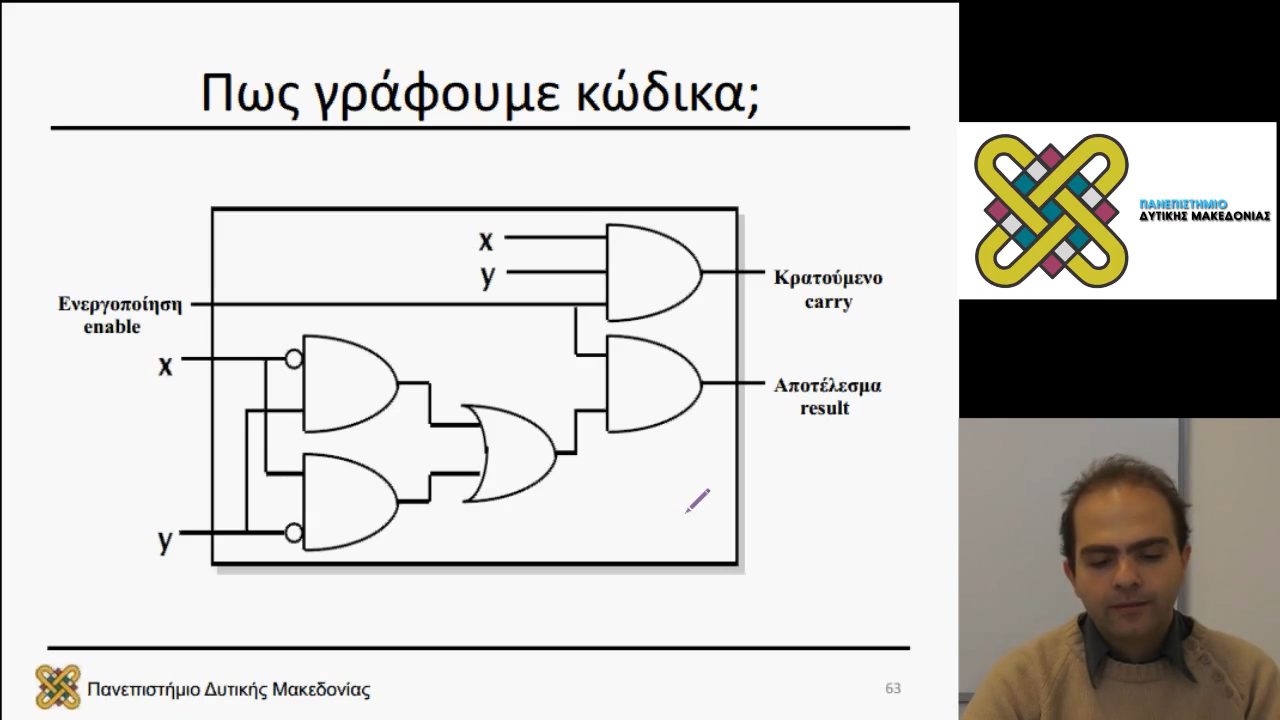 Πως γράφουμε κώδικα;
x
y
Ενεργοποίηση
enable
Κρατούμενο
carry
x
Αποτέλεσμα
result
y
Πανεπιστήμιο Δυτικής Μακεδονίας
63
ΠΑΝΕΠΙΣΤΗΜΙΟ
ΔΥΤΙΚΗΣ ΜΑΚΕΔΟΝΙΑΣ